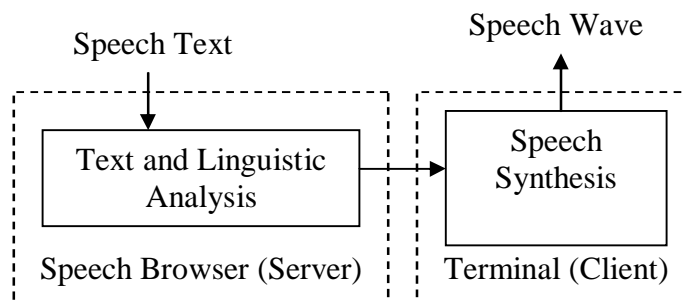 Speech Text
Speech Wave
Text and Linguistic
Analysis
Speech
Synthesis
Speech Browser (Server)
Terminal (Client)